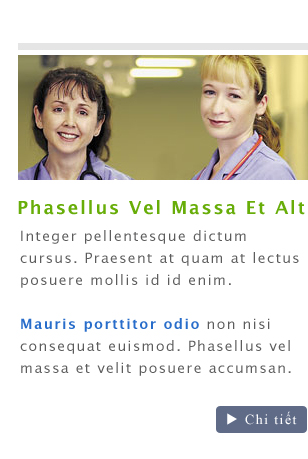 Phasellus Vel Massa Et Alt
Integer pellentesque dictum
cursus. Praesent at quam at lectus
posuere mollis id id enim.
Mauris porttitor odio non nisi
consequat euismod. Phasellus vel
massa et velit posuere accumsan.
▶ Chi tiết